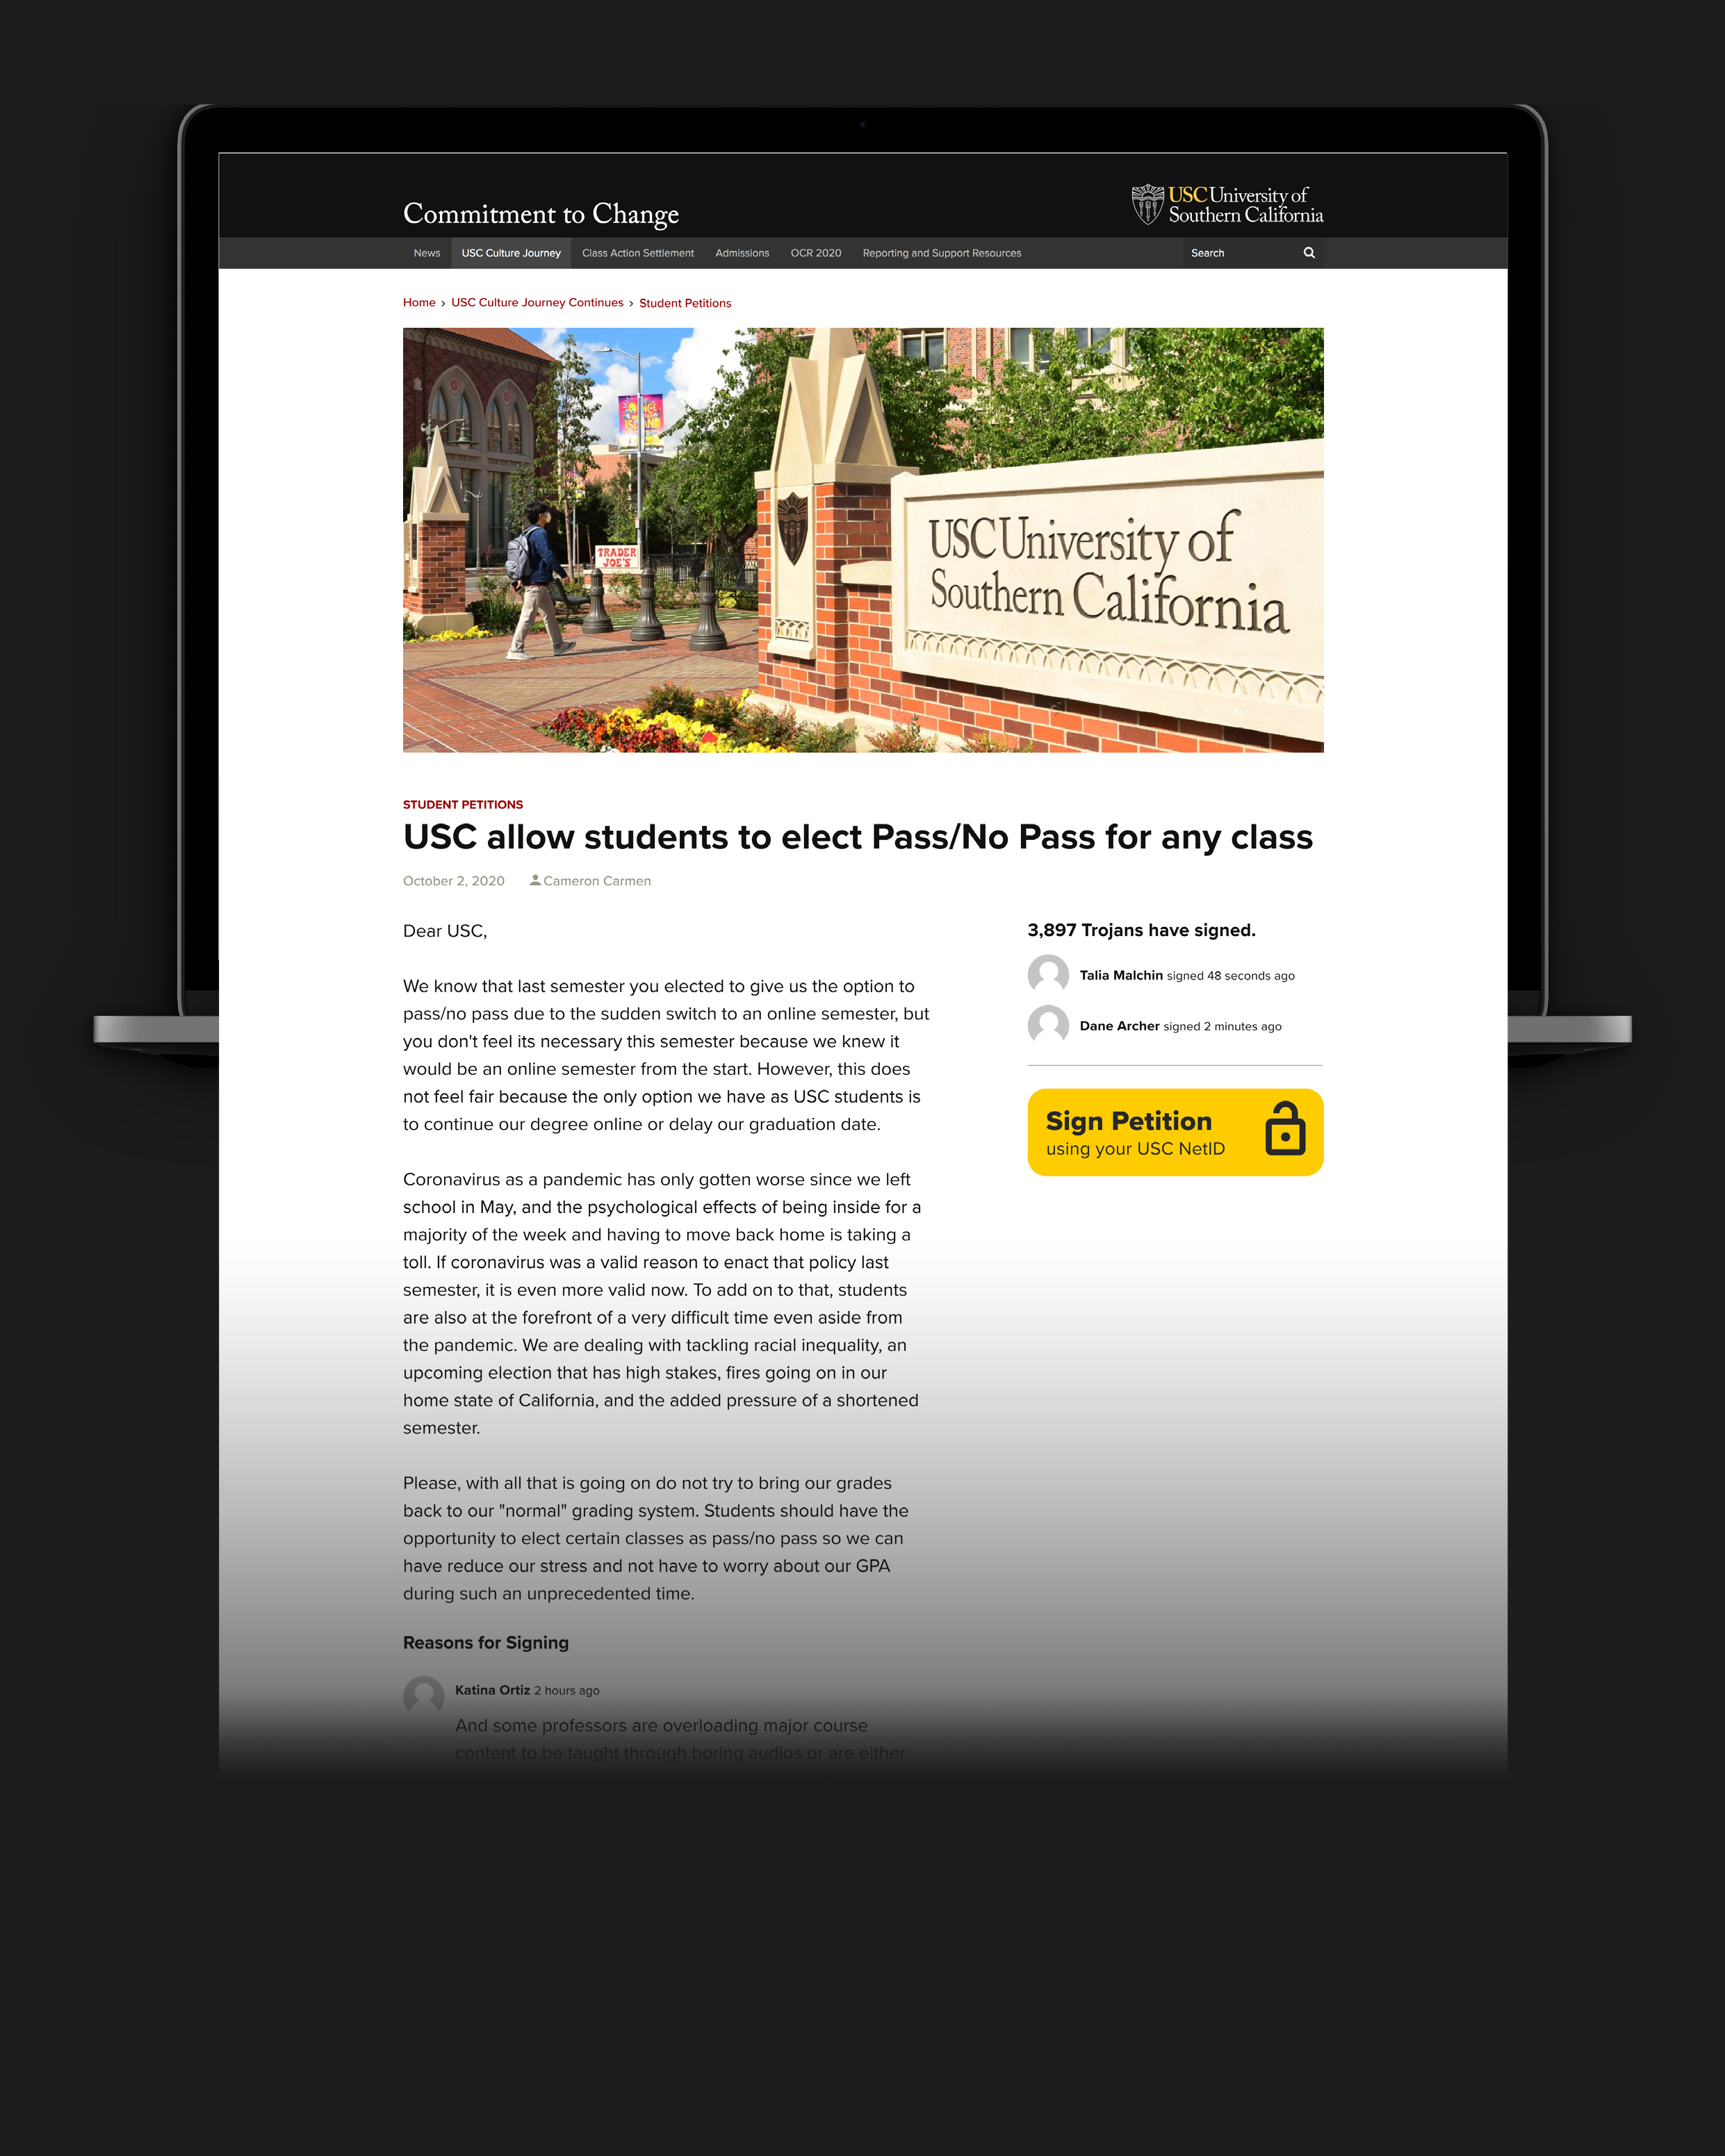 Commitment to Change
USC University of
Southern California
News
USC Culture Journey
Class Action Settlement
Admissions
OCR 2020
Reporting and Support Resources
Search
Home › USC Culture Journey Continues › Student Petitions
TRADER
JOE'S
USC University of
Southern California
STUDENT PETITIONS
USC allow students to elect Pass/No Pass for any class
October 2, 2020
Cameron Carmen
Dear USC,
We know that last semester you elected to give us the option to
pass/no pass due to the sudden switch to an online semester, but
you don't feel its necessary this semester because we knew it
would be an online semester from the start. However, this does
not feel fair because the only option we have as USC students is
to continue our degree online or delay our graduation date.
Coronavirus as a pandemic has only gotten worse since we left
school in May, and the psychological effects of being inside for a
majority of the week and having to move back home is taking a
toll. If coronavirus was a valid reason to enact that policy last
semester, it is even more valid now. To add on to that, students
are also at the forefront of a very difficult time even aside from
the pandemic. We are dealing with tackling racial inequality, an
upcoming election that has high stakes, fires going on in our
home state of California, and the added pressure of a shortened
semester.
Please, with all that is going on do not try to bring our grades
back to our "normal" grading system. Students should have the
opportunity to elect certain classes as pass/no pass so we can
have reduce our stress and not have to worry about our GPA
during such an unprecedented time.
Reasons for Signing
Katina Ortiz 2 hours ago
And some professors are overloading major course
content to be taught through boring audios or are either
3,897 Trojans have signed.
Talia Malchin signed 48 seconds ago
Dane Archer signed 2 minutes ago
Sign Petition
using your USC NetID